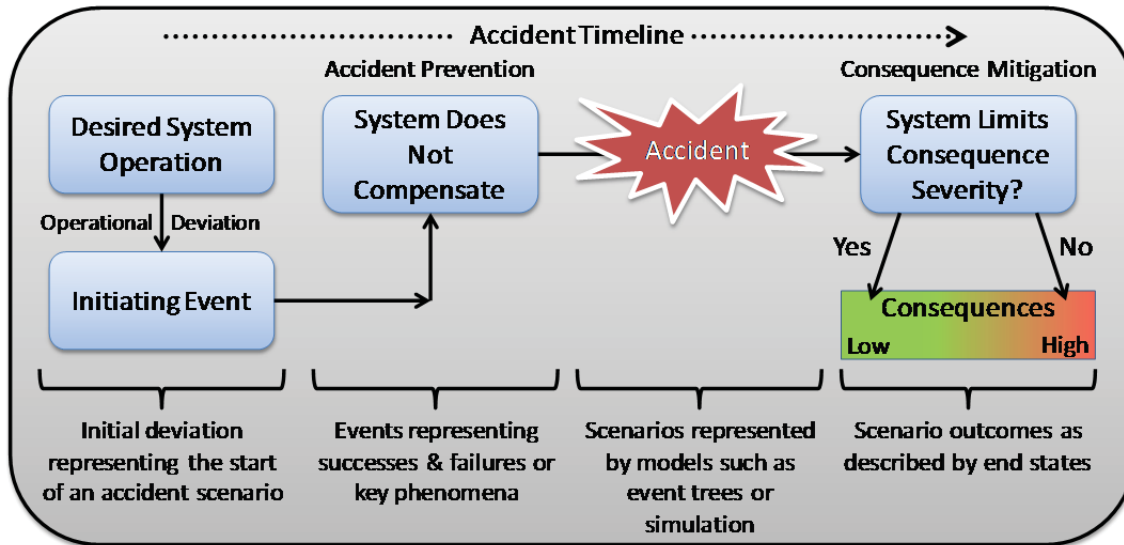 Accident Timeline
Accident Prevention
Consequence Mitigation
Desired System
Operation
System Does
Not
Compensate
Accident
System Limits
Consequence
Severity?
Operational Deviation
Yes
No
Initiating Event
Consequences
Low
High
Initial deviation
representing the start
of an accident scenario
Events representing
successes & failures or
key phenomena
Scenarios represented
by models such as
event trees or
simulation
Scenario outcomes as
described by end states